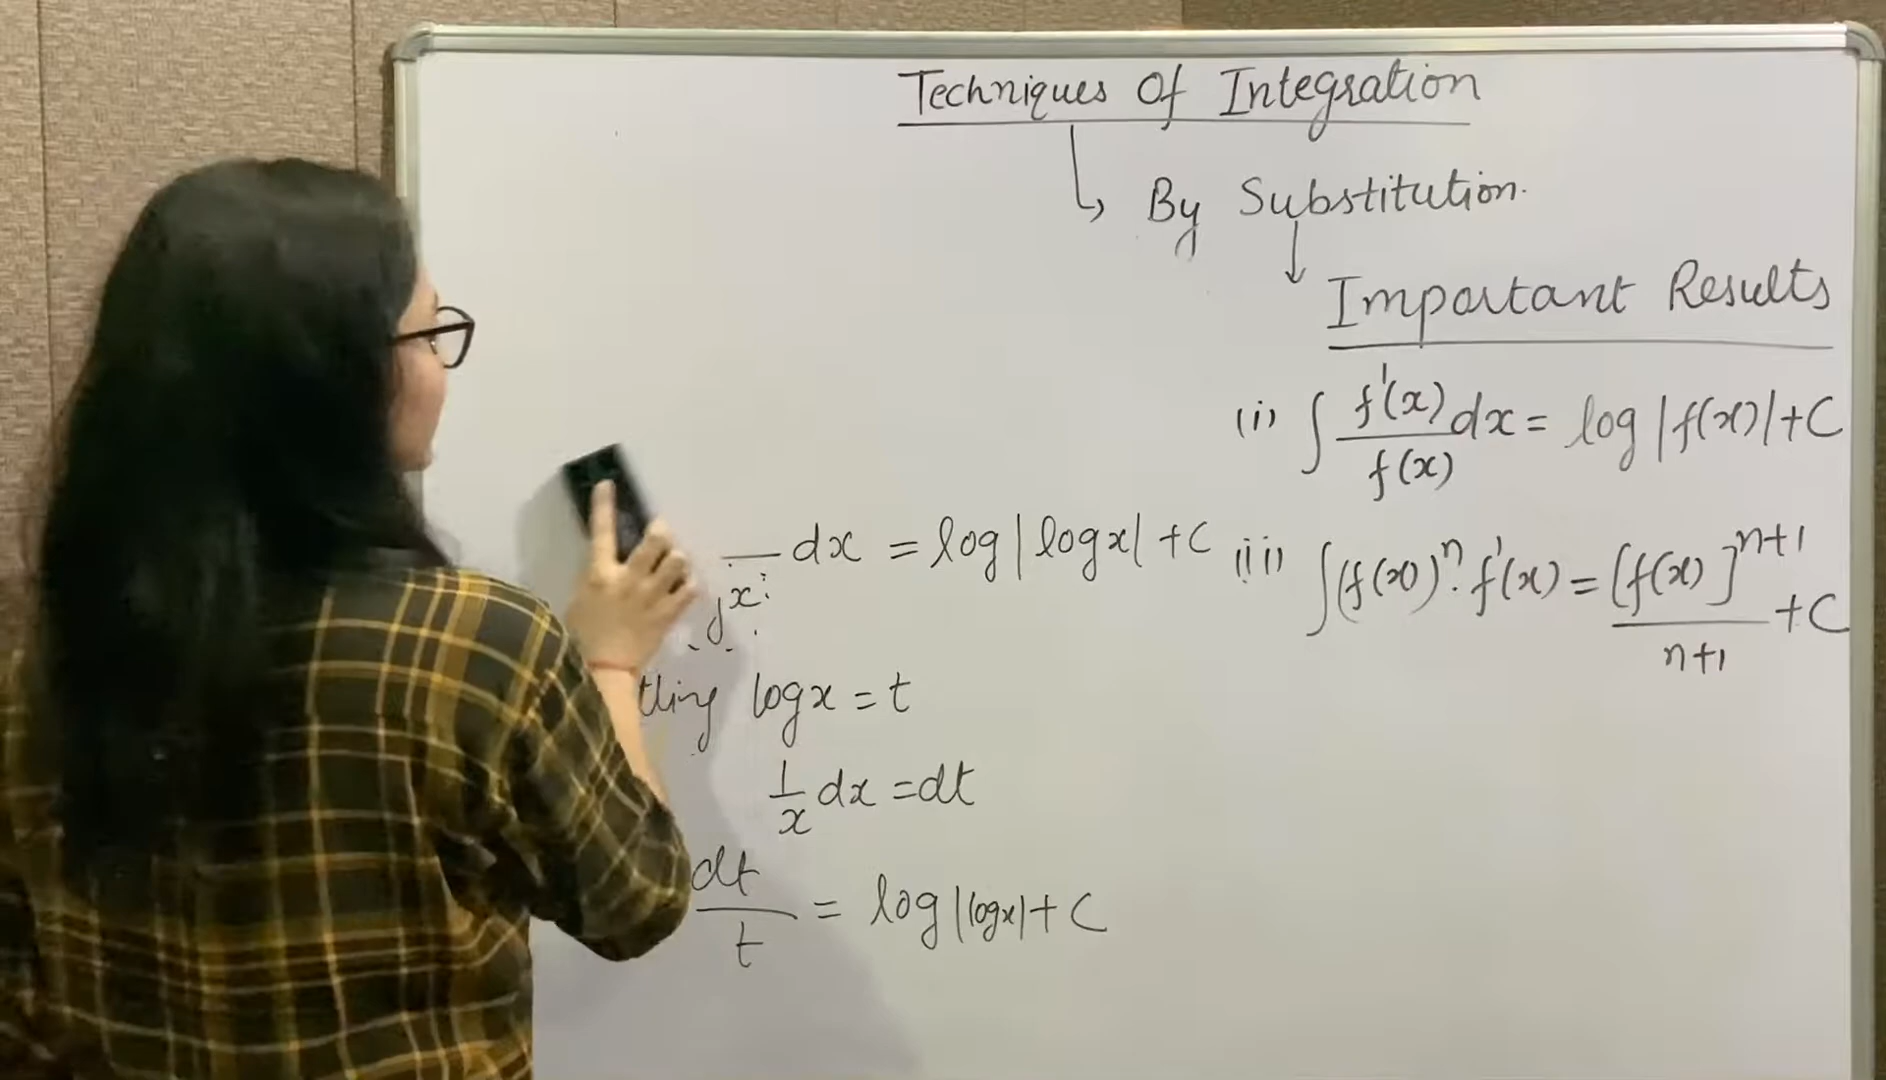 Techniques Of Integration
↳ By Substitution.
↓
Important Results
(i) ∫ f'(x)/f(x) dx = log |f(x)| + C
dx = log | log x | + C
(ii) ∫ (f(x))^n . f'(x) = [f(x)]^{n+1}/n+1 + C
log x = t
1/x dx = dt
dt/t = log | log x | + C